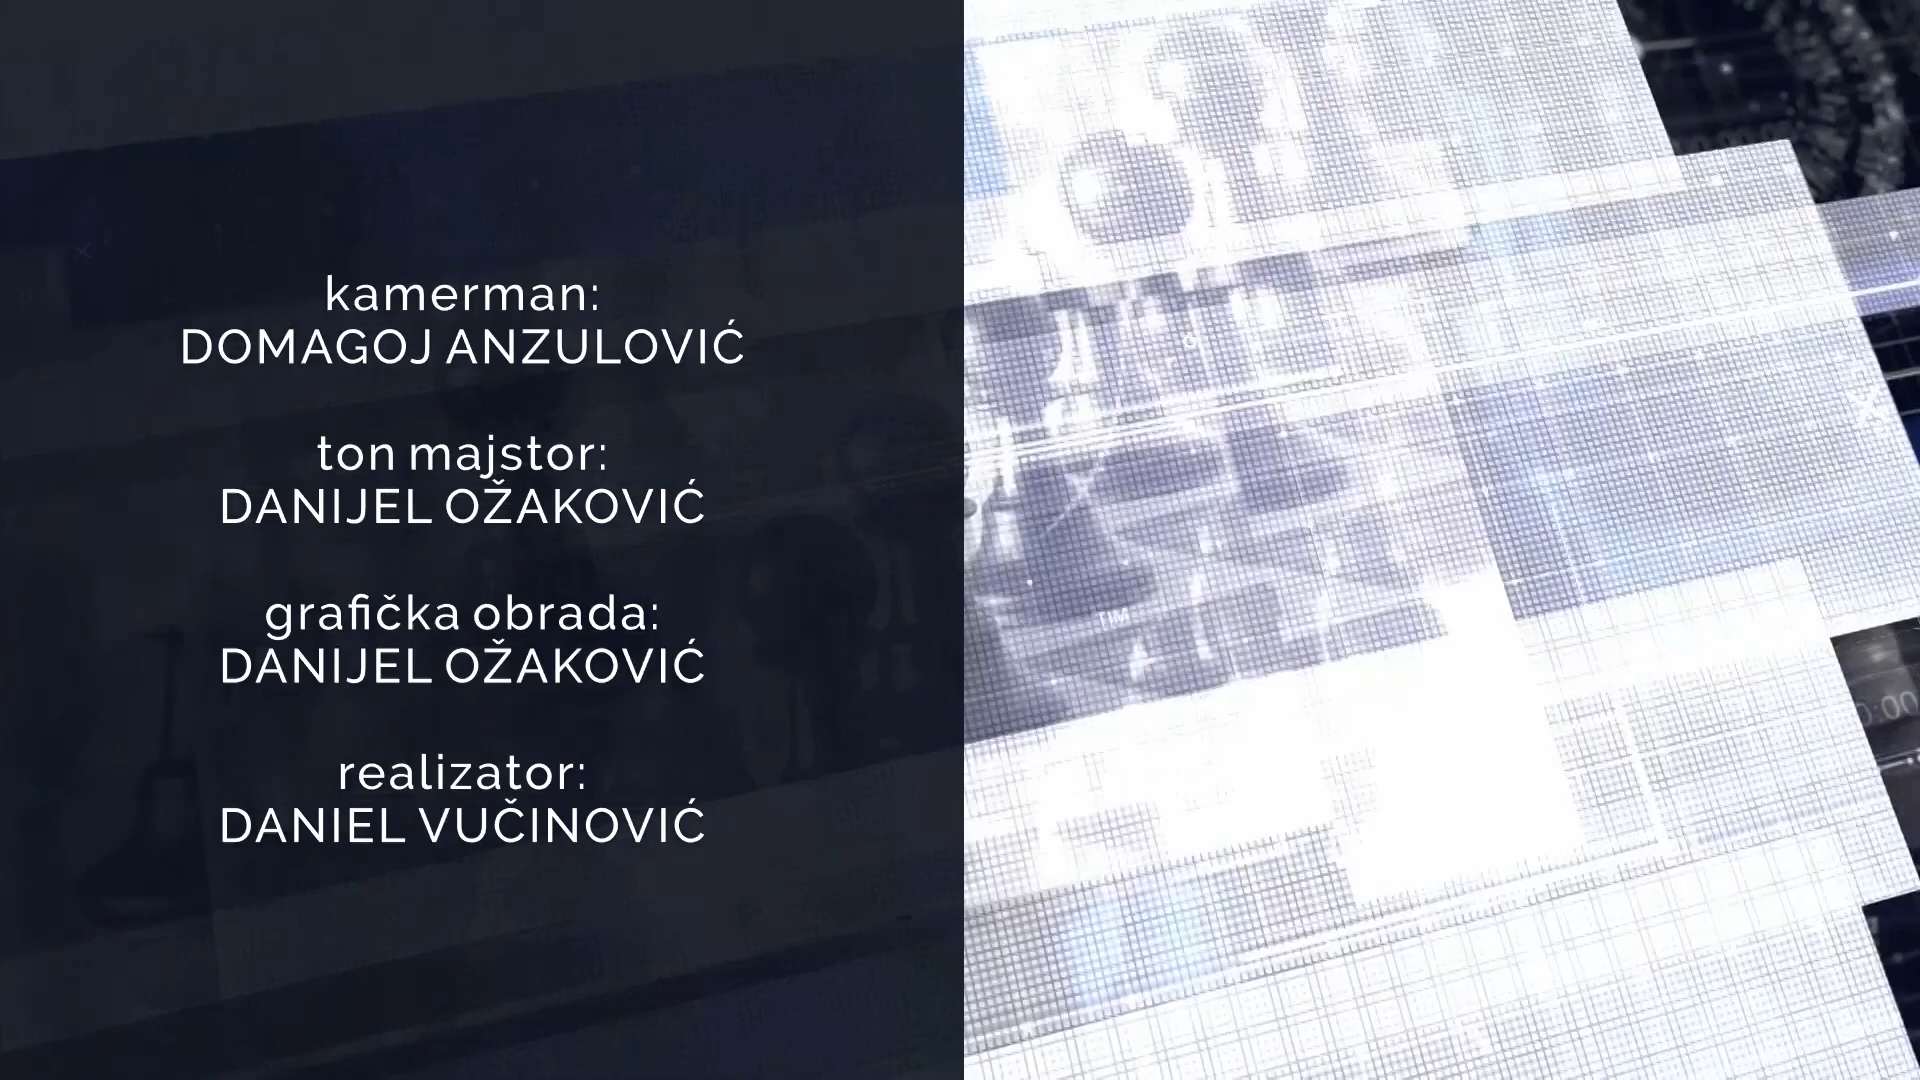 kamerman:
DOMAGOJ ANZULOVIĆ
ton majstor:
DANIJEL OŽAKOVIĆ
grafička obrada:
DANIJEL OŽAKOVIĆ
realizator:
DANIEL VUČINOVIĆ